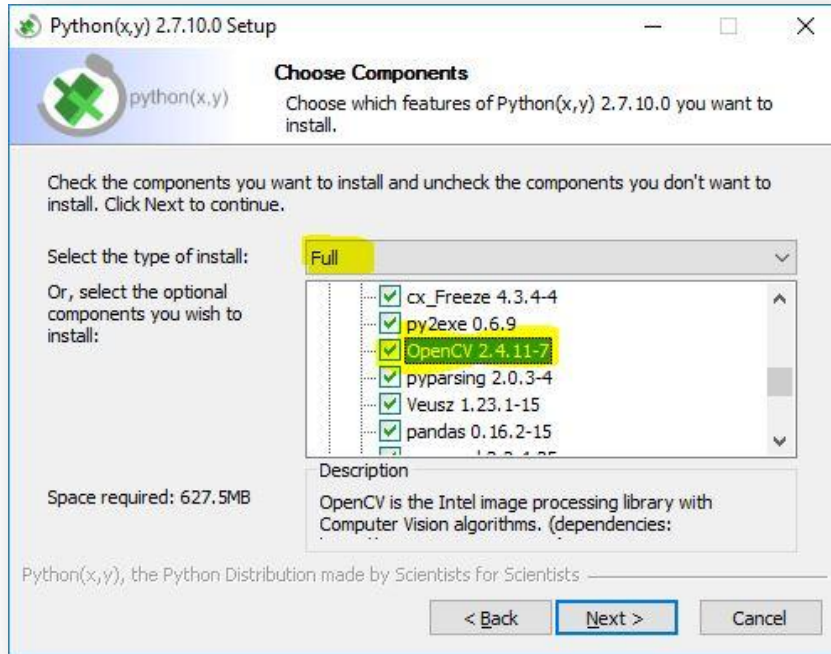 Python(x,y) 2.7.10.0 Setup
python(x,y)
Choose Components
Choose which features of Python(x,y) 2.7.10.0 you want to
install.
Check the components you want to install and uncheck the components you don't want to
install. Click Next to continue.
Select the type of install:
Full
Or, select the optional
components you wish to
install:
cx_Freeze 4.3.4-4
py2exe 0.6.9
OpenCV 2.4.11-7
pyparsing 2.0.3-4
Veusz 1.23.1-15
pandas 0.16.2-15
Space required: 627.5MB
Description
OpenCV is the Intel image processing library with
Computer Vision algorithms. (dependencies:
Python(x,y), the Python Distribution made by Scientists for Scientists
< Back
Next >
Cancel